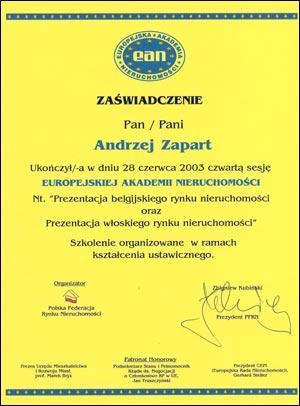 EUROPEJSKA AKADEMIA
ean
NIERUCHOMOŚCI
ZAŚWIADCZENIE
Pan / Pani
Andrzej Zapart
Ukończył/-a w dniu 28 czerwca 2003 czwartą sesję
EUROPEJSKIEJ AKADEMII NIERUCHOMOŚCI
Nt. "Prezentacja belgijskiego rynku nieruchomości
oraz
Prezentacja włoskiego rynku nieruchomości"
Szkolenie organizowane w ramach
kształcenia ustawicznego.
Organizator
Polska Federacja
Rynku Nieruchomości
Zbigniew Kubiński
Prezydent PFRN
Patronat Honorowy
Prezes Urzędu Mieszkalnictwa
i Rozwoju Miast,
prof. Marek Bryx
Podsekretarz Stanu i Pełnomocnik
Rządu ds. Negocjacji
o Członkostwo RP w UE,
Jan Truszczyński
Prezydent CEPI
(Europejska Rada Nieruchomości),
Gerhard Steller